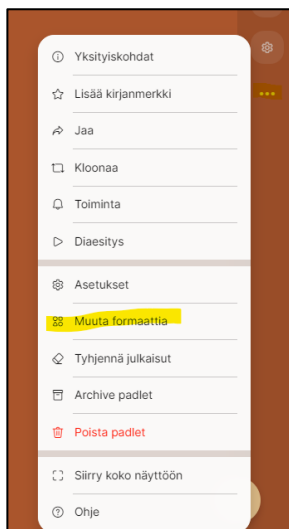 Yksityiskohdat
Lisää kirjanmerkki
Jaa
Kloonaa
Toiminta
Diaesitys
Asetukset
Muuta formaattia
Tyhjennä julkaisut
Archive padlet
Poista padlet
Siirry koko näyttöön
Ohje